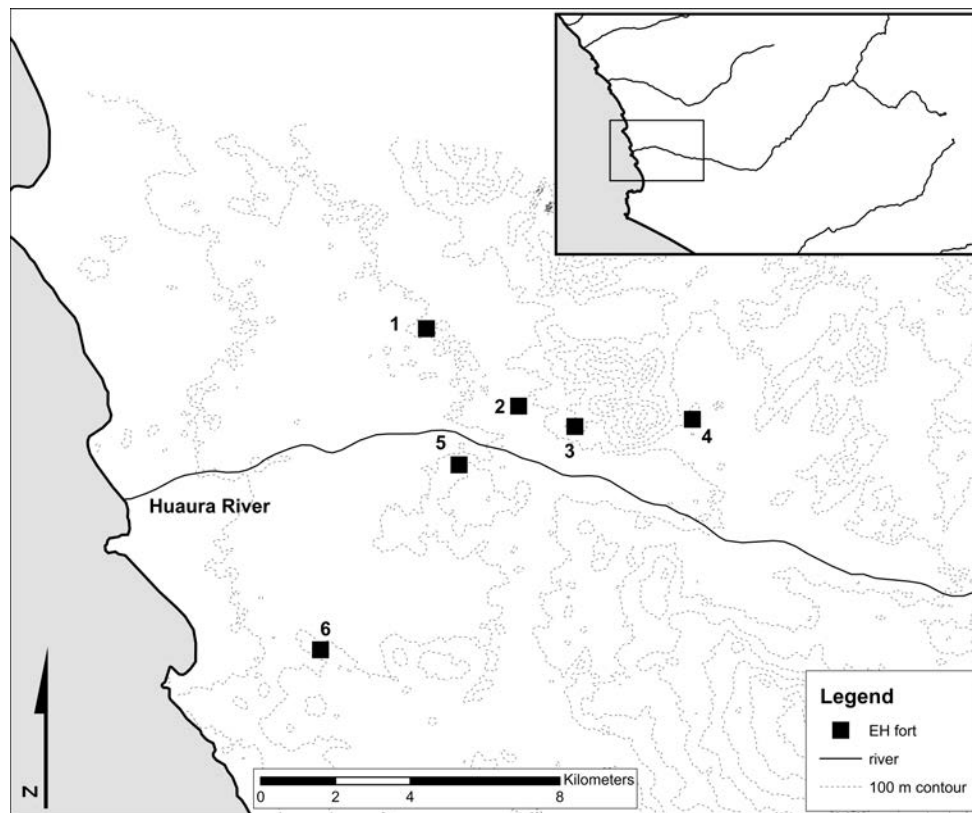 1
2
3
4
5
Huaura River
6
Legend
EH fort
river
100 m contour
Kilometers
0 2 4 8
N